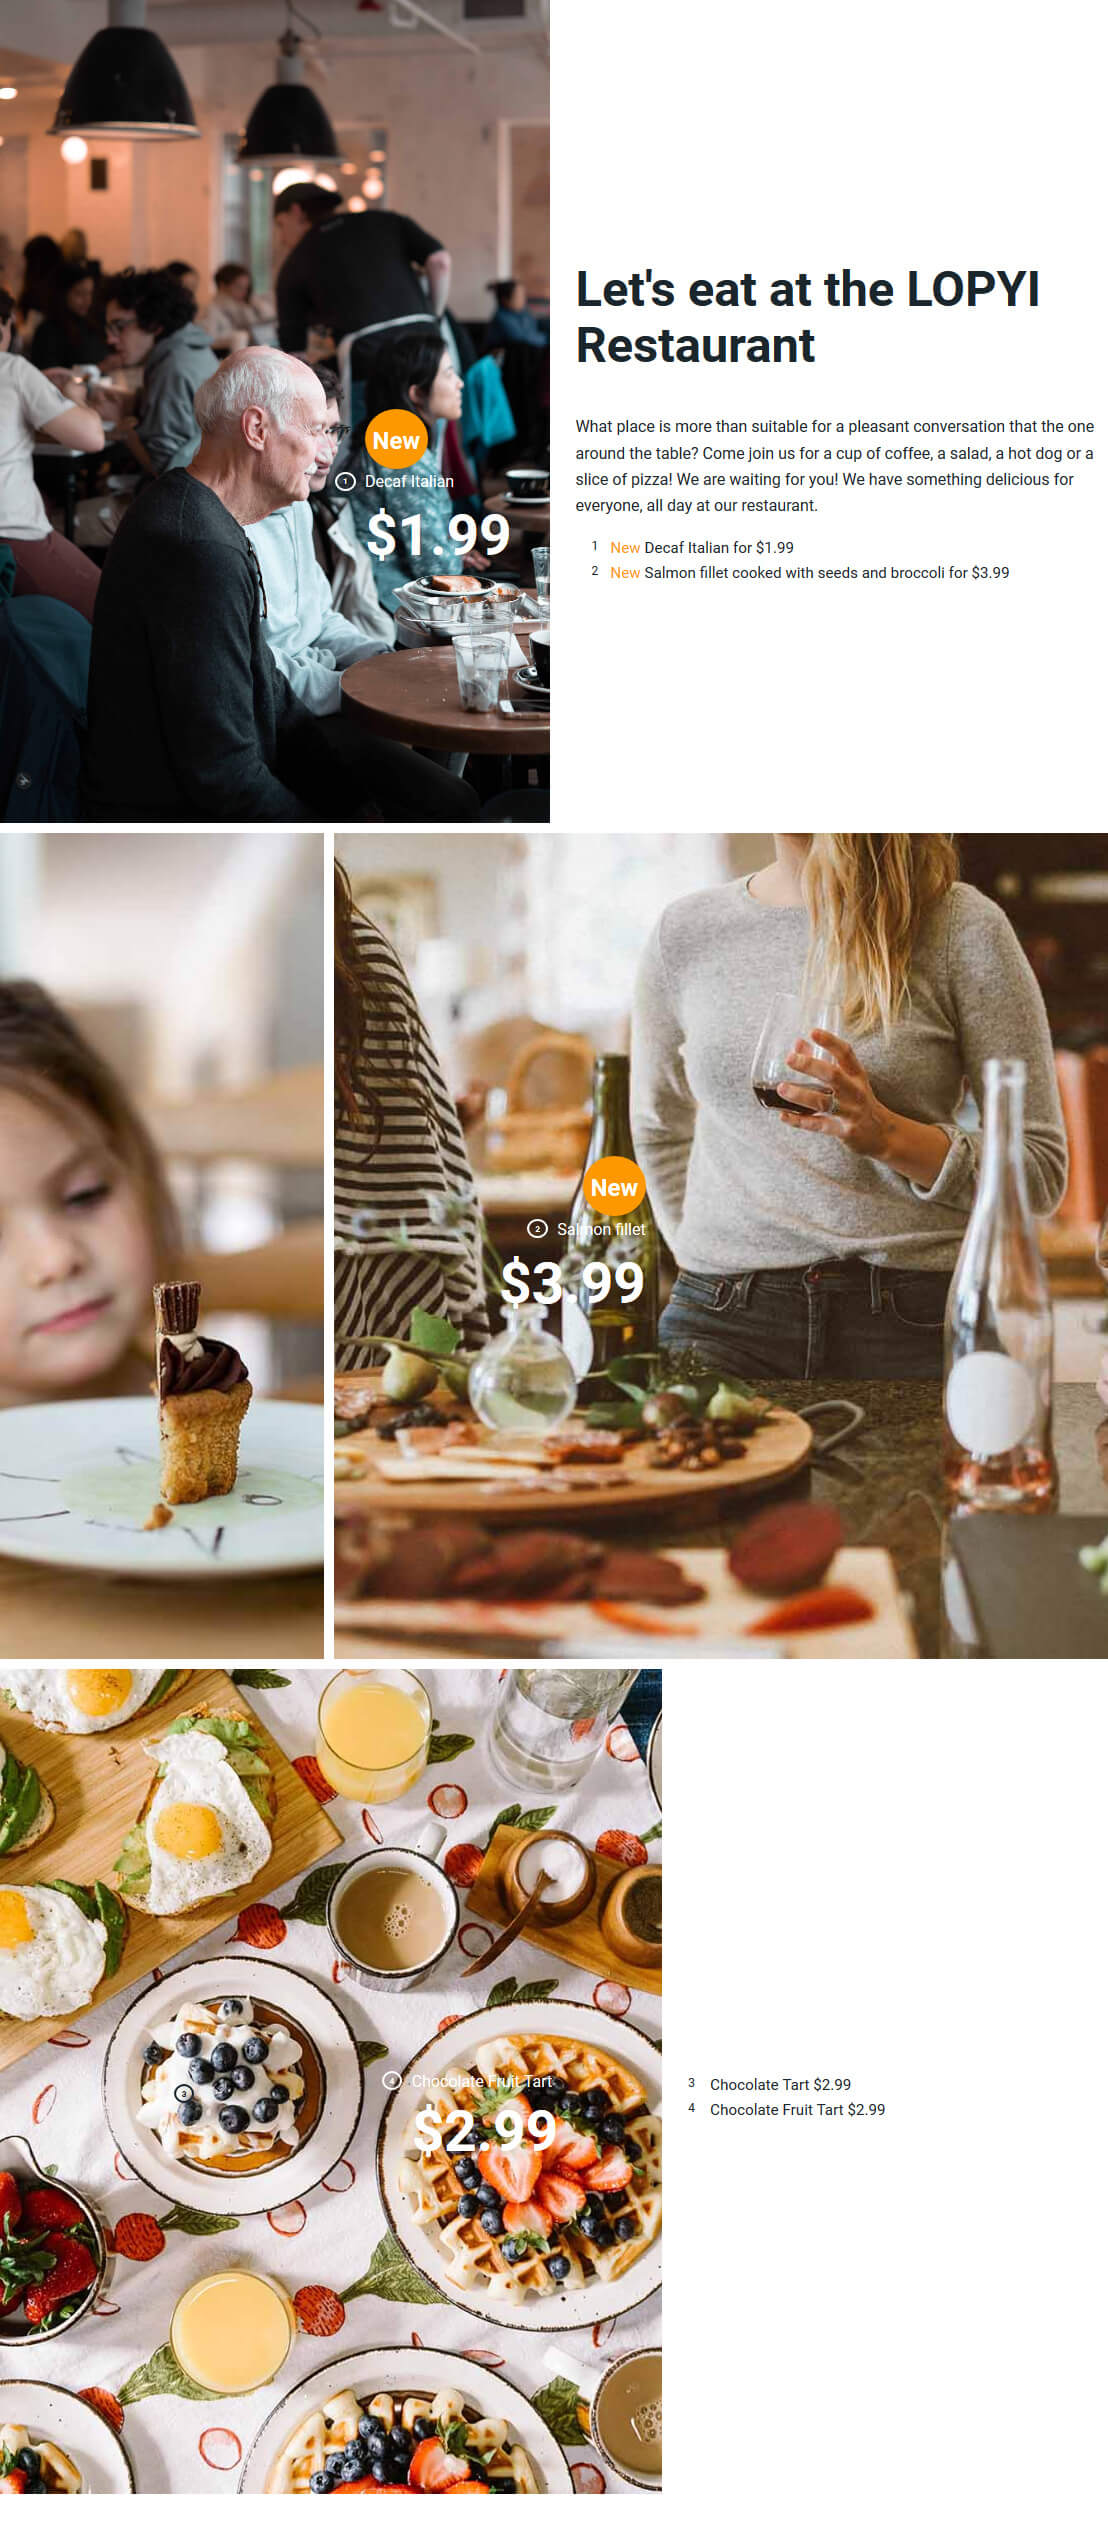 New
1 Decaf Italian
$1.99
Let's eat at the LOPYI
Restaurant
What place is more than suitable for a pleasant conversation that the one
around the table? Come join us for a cup of coffee, a salad, a hot dog or a
slice of pizza! We are waiting for you! We have something delicious for
everyone, all day at our restaurant.
1 New Decaf Italian for $1.99
2 New Salmon fillet cooked with seeds and broccoli for $3.99
New
2 Salmon fillet
$3.99
3
4 Chocolate Fruit Tart
$2.99
3 Chocolate Tart $2.99
4 Chocolate Fruit Tart $2.99